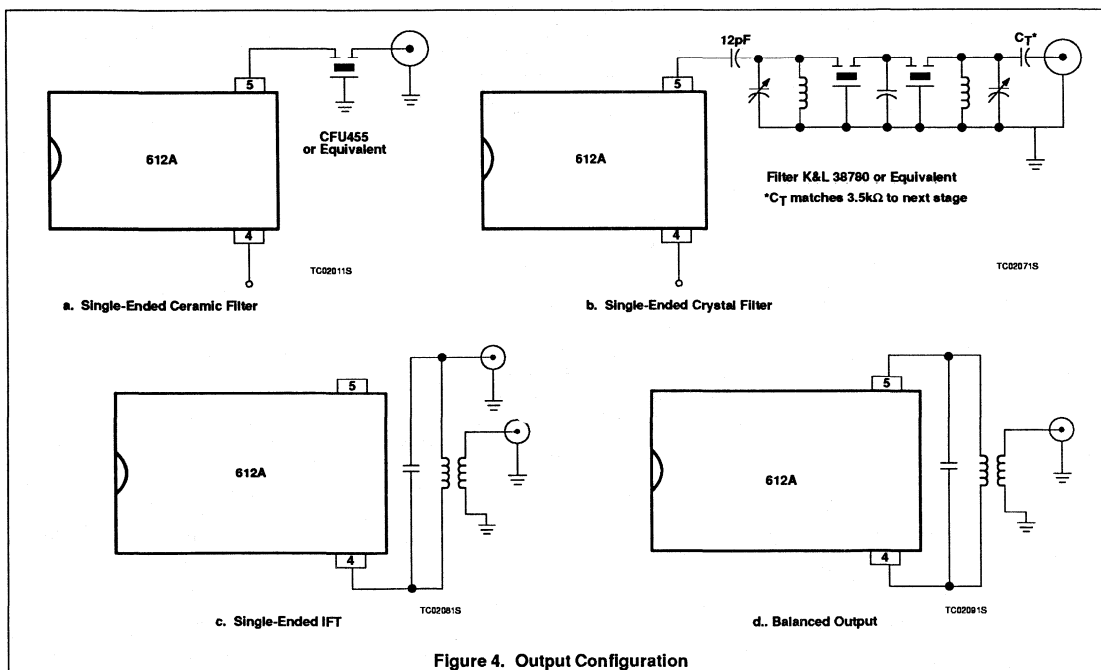 5
CFU455
or Equivalent
612A
4
TC02011S
a. Single-Ended Ceramic Filter
12pF
CT*
5
612A
Filter K&L 38780 or Equivalent
*CT matches 3.5kΩ to next stage
4
TC02071S
b. Single-Ended Crystal Filter
5
612A
4
TC02081S
c. Single-Ended IFT
5
612A
4
TC02091S
d.. Balanced Output
Figure 4. Output Configuration